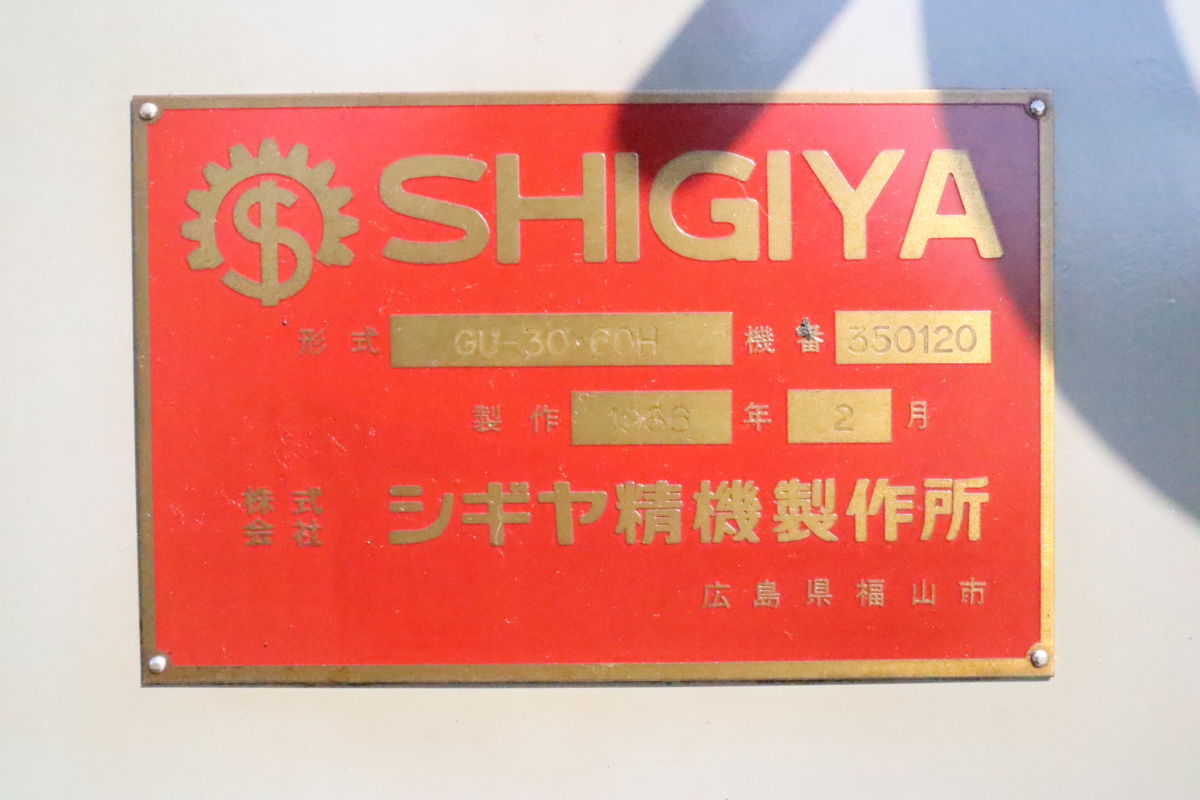 SHIGIYA
形式 GU-30・60H 機番 350120
製作 1986 年 2 月
株式会社 シギヤ精機製作所
広島県福山市